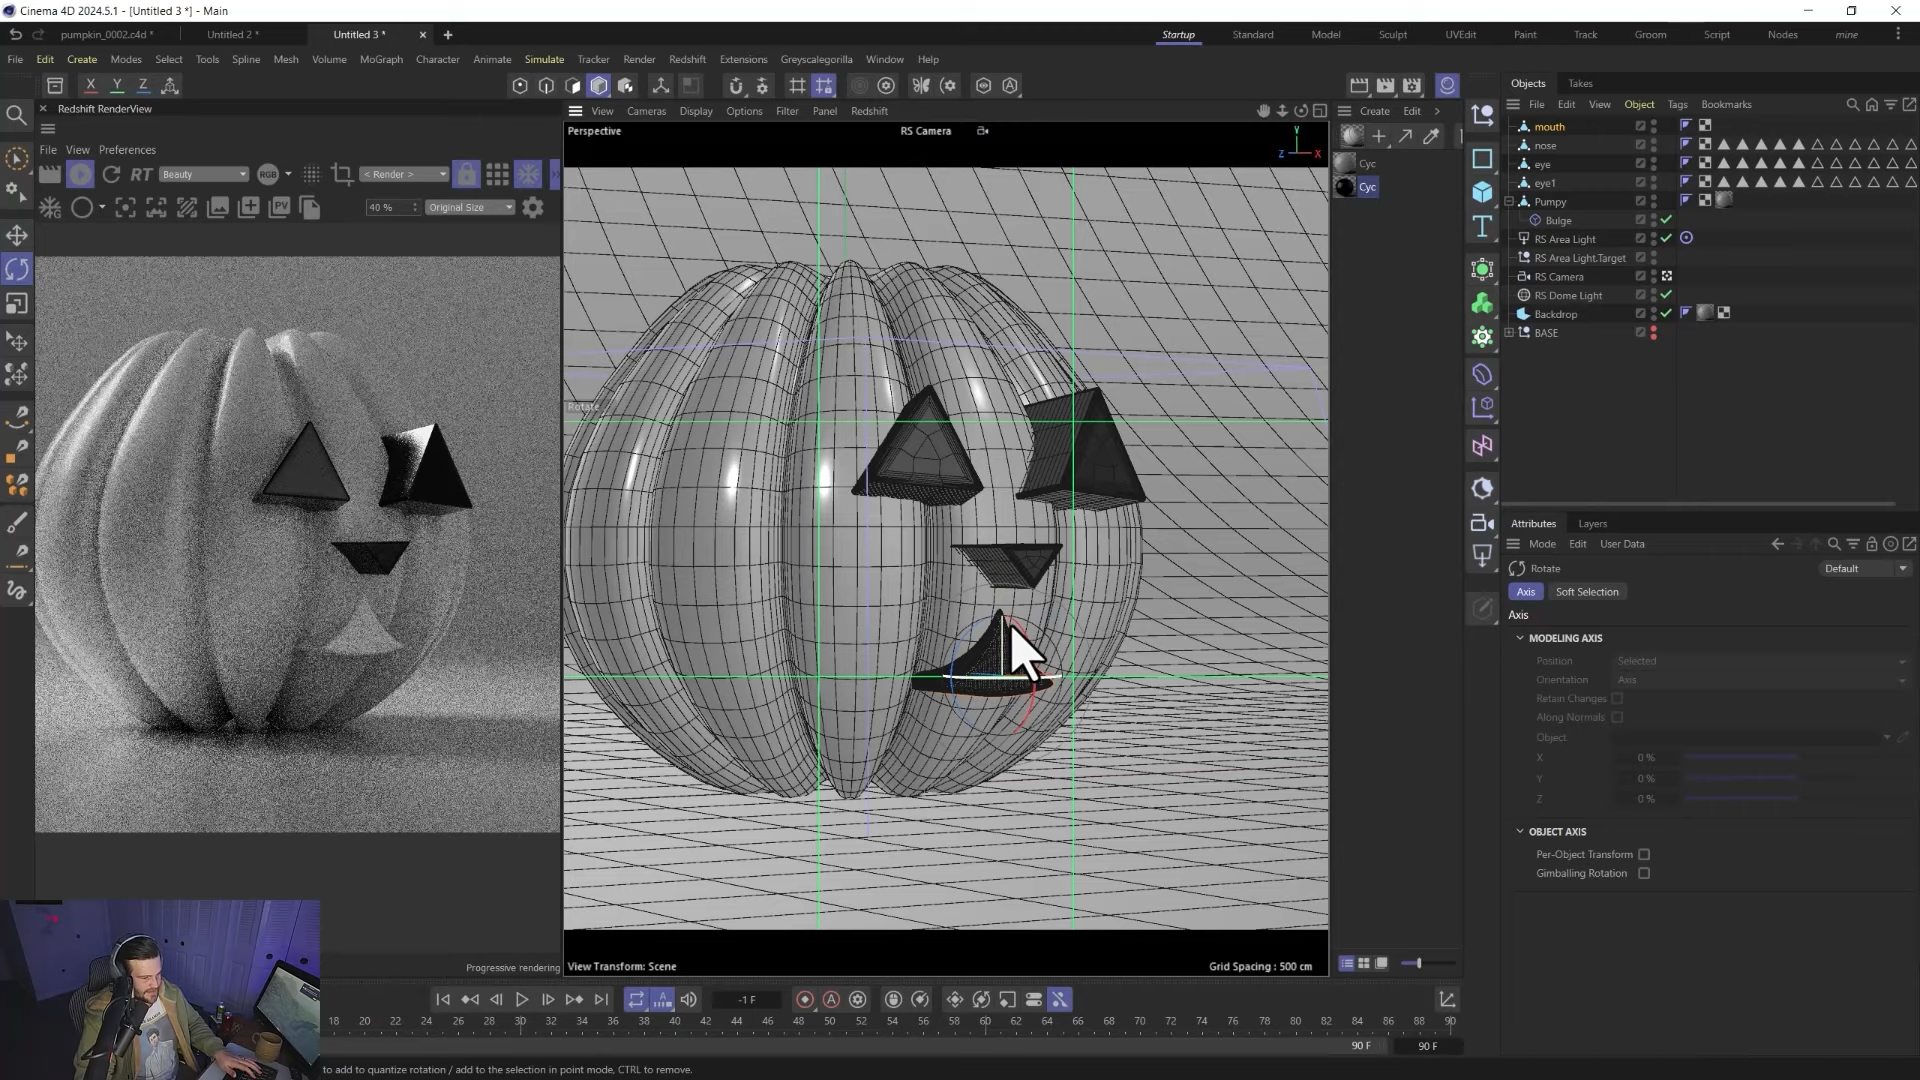 Cinema 4D 2024.5.1 - [Untitled 3 *] - Main
pumpkin_0002.c4d *
Untitled 2 *
Untitled 3 *
Startup
Standard
Model
Sculpt
UVEdit
Paint
Track
Groom
Script
Nodes
mine
File Edit Create Modes Select Tools Spline Mesh Volume MoGraph Character Animate Simulate Tracker Render Redshift Extensions Greyscalegorilla Window Help
X Y Z
Redshift RenderView
File View Preferences
RT
Beauty
RGB
< Render >
PV
40 %
Original Size
Progressive rendering
View Cameras Display Options Filter Panel Redshift
Perspective
RS Camera
Y
Z
X
Rotate
View Transform: Scene
Grid Spacing : 500 cm
Create Edit
Cyc
Cyc
Objects Takes
File Edit View Object Tags Bookmarks
mouth
nose
eye
eye1
Pumpy
Bulge
RS Area Light
RS Area Light.Target
RS Camera
RS Dome Light
Backdrop
BASE
Attributes Layers
Mode Edit User Data
Rotate
Default
Axis Soft Selection
Axis
MODELING AXIS
Position Selected
Orientation Axis
Retain Changes
Along Normals
Object
X 0 %
Y 0 %
Z 0 %
OBJECT AXIS
Per-Object Transform
Gimballing Rotation
-1 F
18 20 22 24 26 28 30 32 34 36 38 40 42 44 46 48 50 52 54 56 58 60 62 64 66 68 70 72 74 76 78 80 82 84 86 88 90
90 F
90 F
to add to quantize rotation / add to the selection in point mode, CTRL to remove.